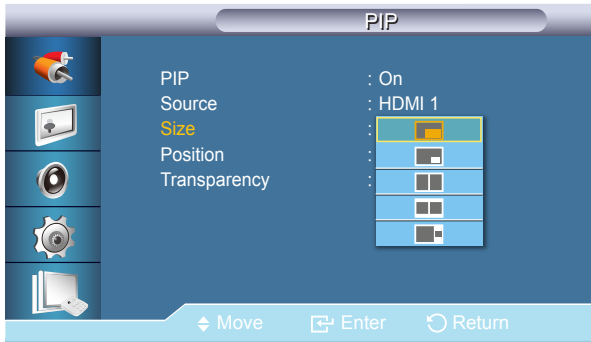 PIP
PIP : On
Source : HDMI 1
Size :
Position :
Transparency :
Move Enter Return